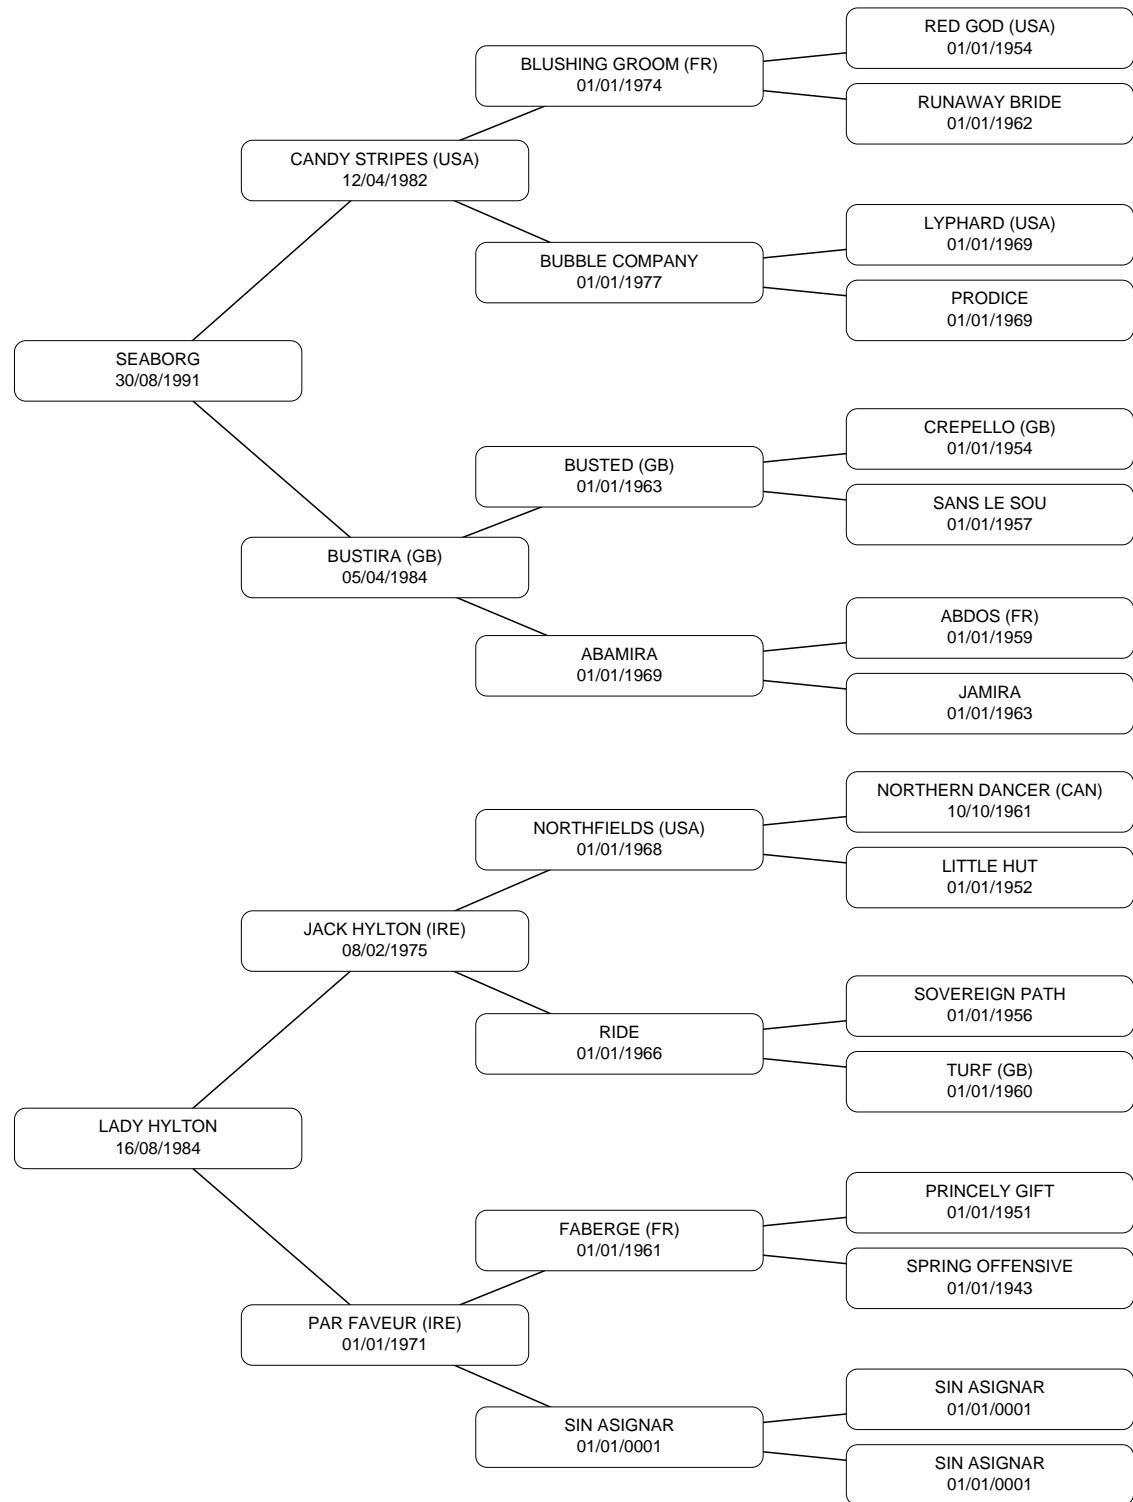 RED GOD (USA)
01/01/1954
BLUSHING GROOM (FR)
01/01/1974
RUNAWAY BRIDE
01/01/1962
CANDY STRIPES (USA)
12/04/1982
LYPHARD (USA)
01/01/1969
BUBBLE COMPANY
01/01/1977
PRODICE
01/01/1969
SEABORG
30/08/1991
CREPELLO (GB)
01/01/1954
BUSTED (GB)
01/01/1963
SANS LE SOU
01/01/1957
BUSTIRA (GB)
05/04/1984
ABDOS (FR)
01/01/1959
ABAMIRA
01/01/1969
JAMIRA
01/01/1963
NORTHERN DANCER (CAN)
10/10/1961
NORTHFIELDS (USA)
01/01/1968
LITTLE HUT
01/01/1952
JACK HYLTON (IRE)
08/02/1975
SOVEREIGN PATH
01/01/1956
RIDE
01/01/1966
TURF (GB)
01/01/1960
LADY HYLTON
16/08/1984
PRINCELY GIFT
01/01/1951
FABERGE (FR)
01/01/1961
SPRING OFFENSIVE
01/01/1943
PAR FAVEUR (IRE)
01/01/1971
SIN ASIGNAR
01/01/0001
SIN ASIGNAR
01/01/0001
SIN ASIGNAR
01/01/0001